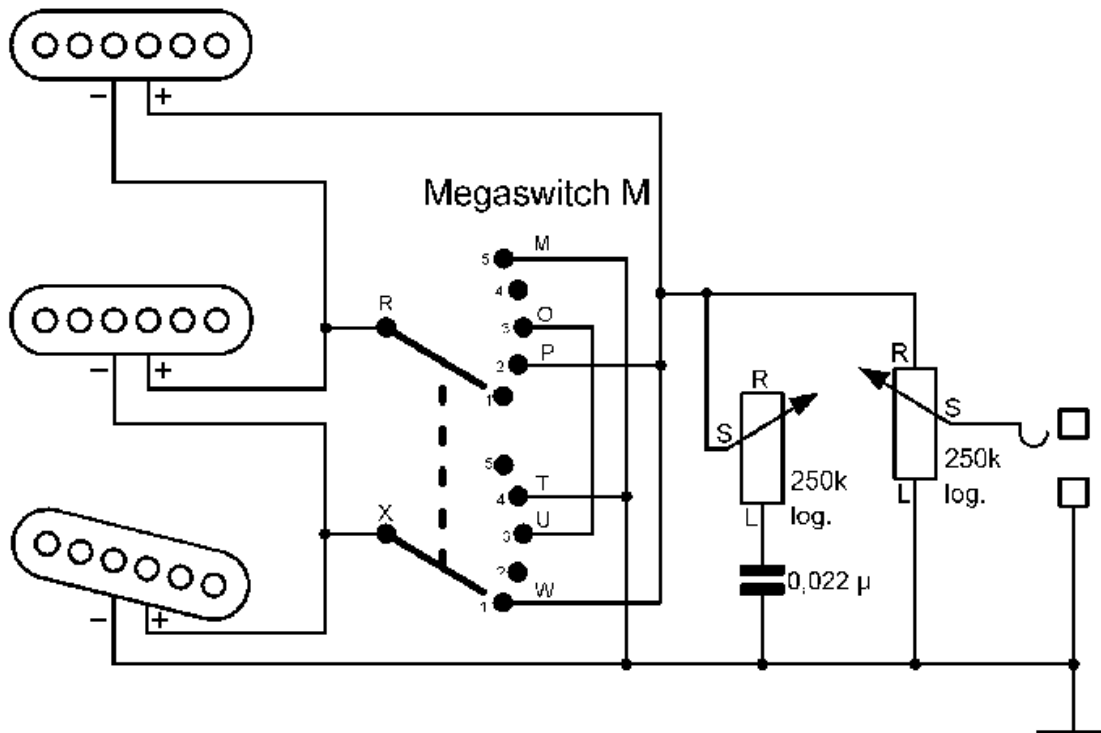 − +
Megaswitch M
5 M
4
R 3 O
2 P
1
− +
5
4 T
X 3 U
2
1 W
− +
R
S
250k
log.
L
0,022 µ
R
S
250k
log.
L